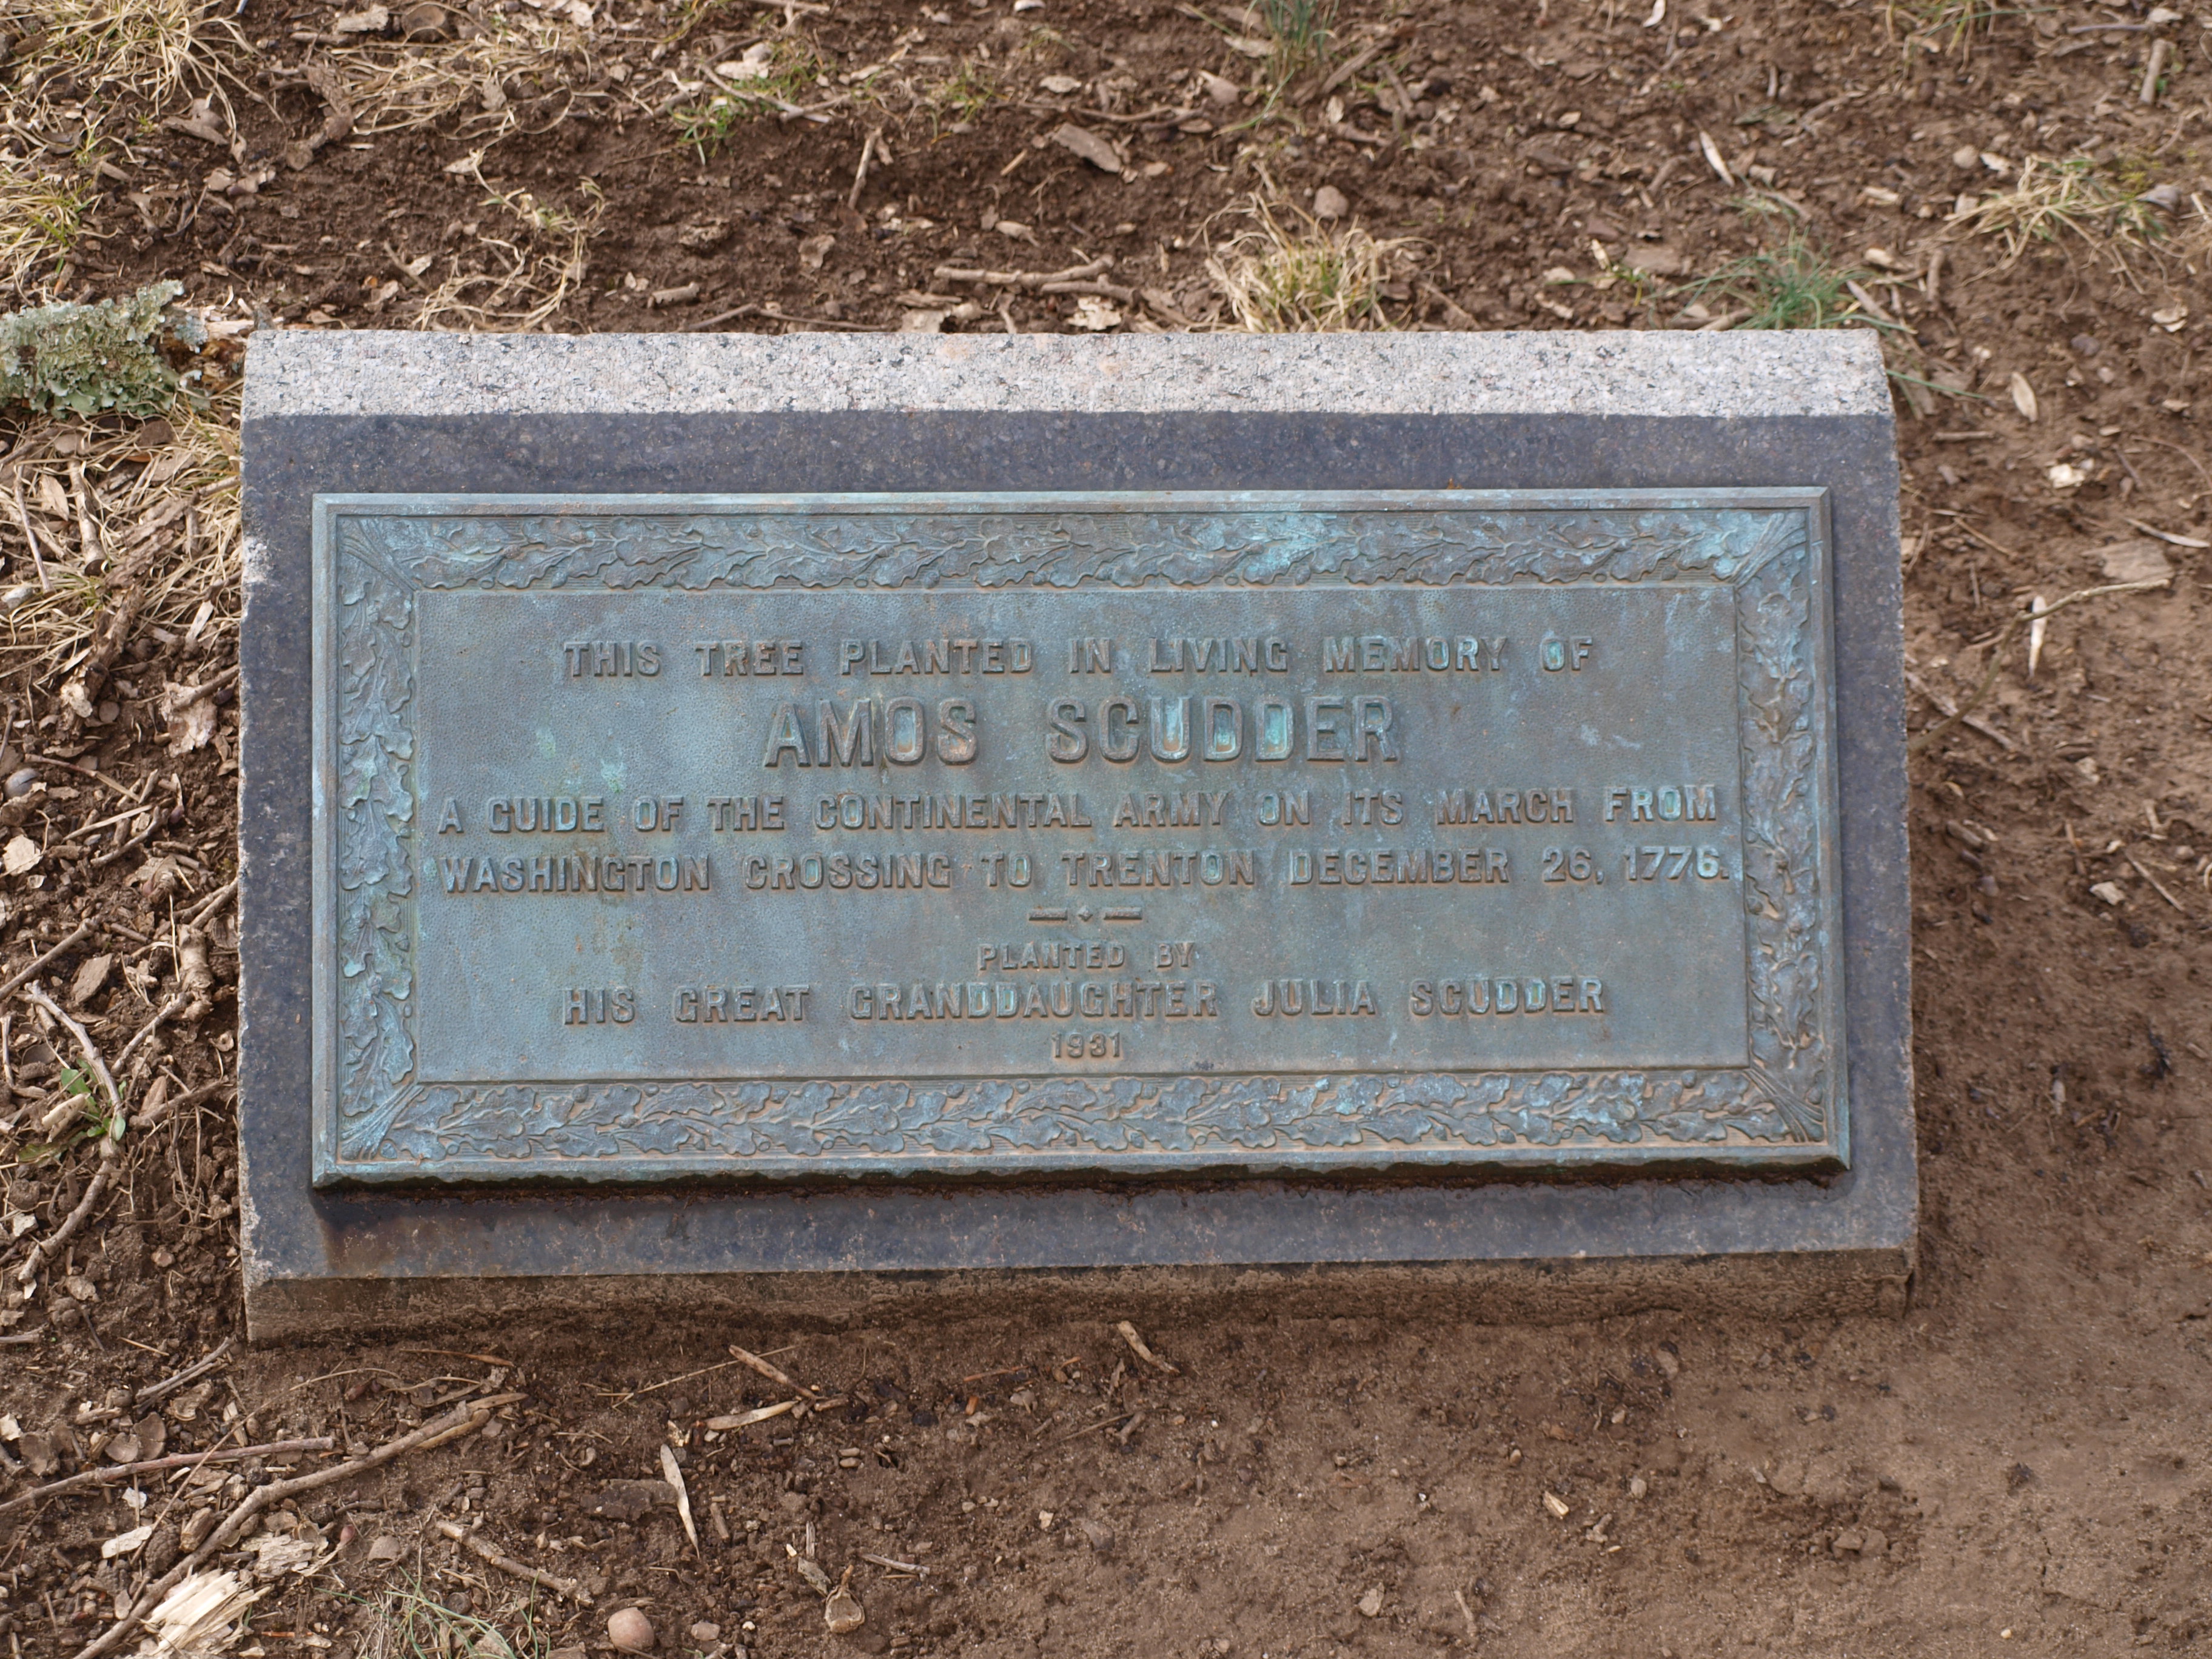 THIS TREE PLANTED IN LIVING MEMORY OF
AMOS SCUDDER
A GUIDE OF THE CONTINENTAL ARMY ON ITS MARCH FROM
WASHINGTON CROSSING TO TRENTON DECEMBER 26, 1776.
PLANTED BY
HIS GREAT GRANDDAUGHTER JULIA SCUDDER
1931